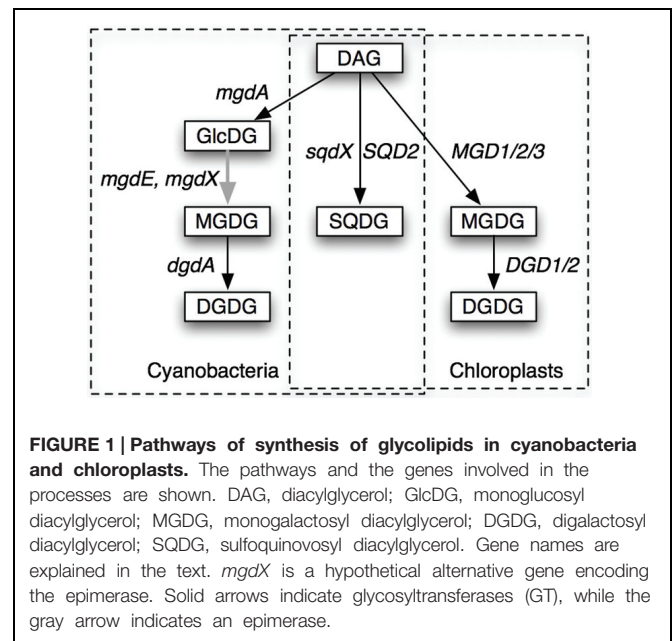 DAG
mgdA
GlcDG
sqdX SQD2 MGD1/2/3
mgdE, mgdX
MGDG SQDG MGDG
dgdA DGD1/2
DGDG DGDG
Cyanobacteria Chloroplasts
FIGURE 1 | Pathways of synthesis of glycolipids in cyanobacteria
and chloroplasts. The pathways and the genes involved in the
processes are shown. DAG, diacylglycerol; GlcDG, monoglucosyl
diacylglycerol; MGDG, monogalactosyl diacylglycerol; DGDG, digalactosyl
diacylglycerol; SQDG, sulfoquinovosyl diacylglycerol. Gene names are
explained in the text. mgdX is a hypothetical alternative gene encoding
the epimerase. Solid arrows indicate glycosyltransferases (GT), while the
gray arrow indicates an epimerase.